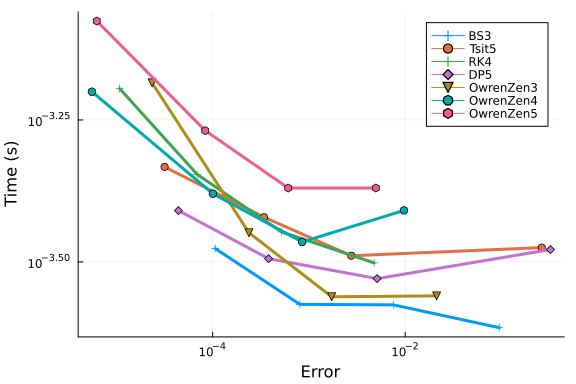 BS3
Tsit5
RK4
DP5
OwrenZen3
OwrenZen4
OwrenZen5
Time (s)
10^-3.25
10^-3.50
10^-4
10^-2
Error